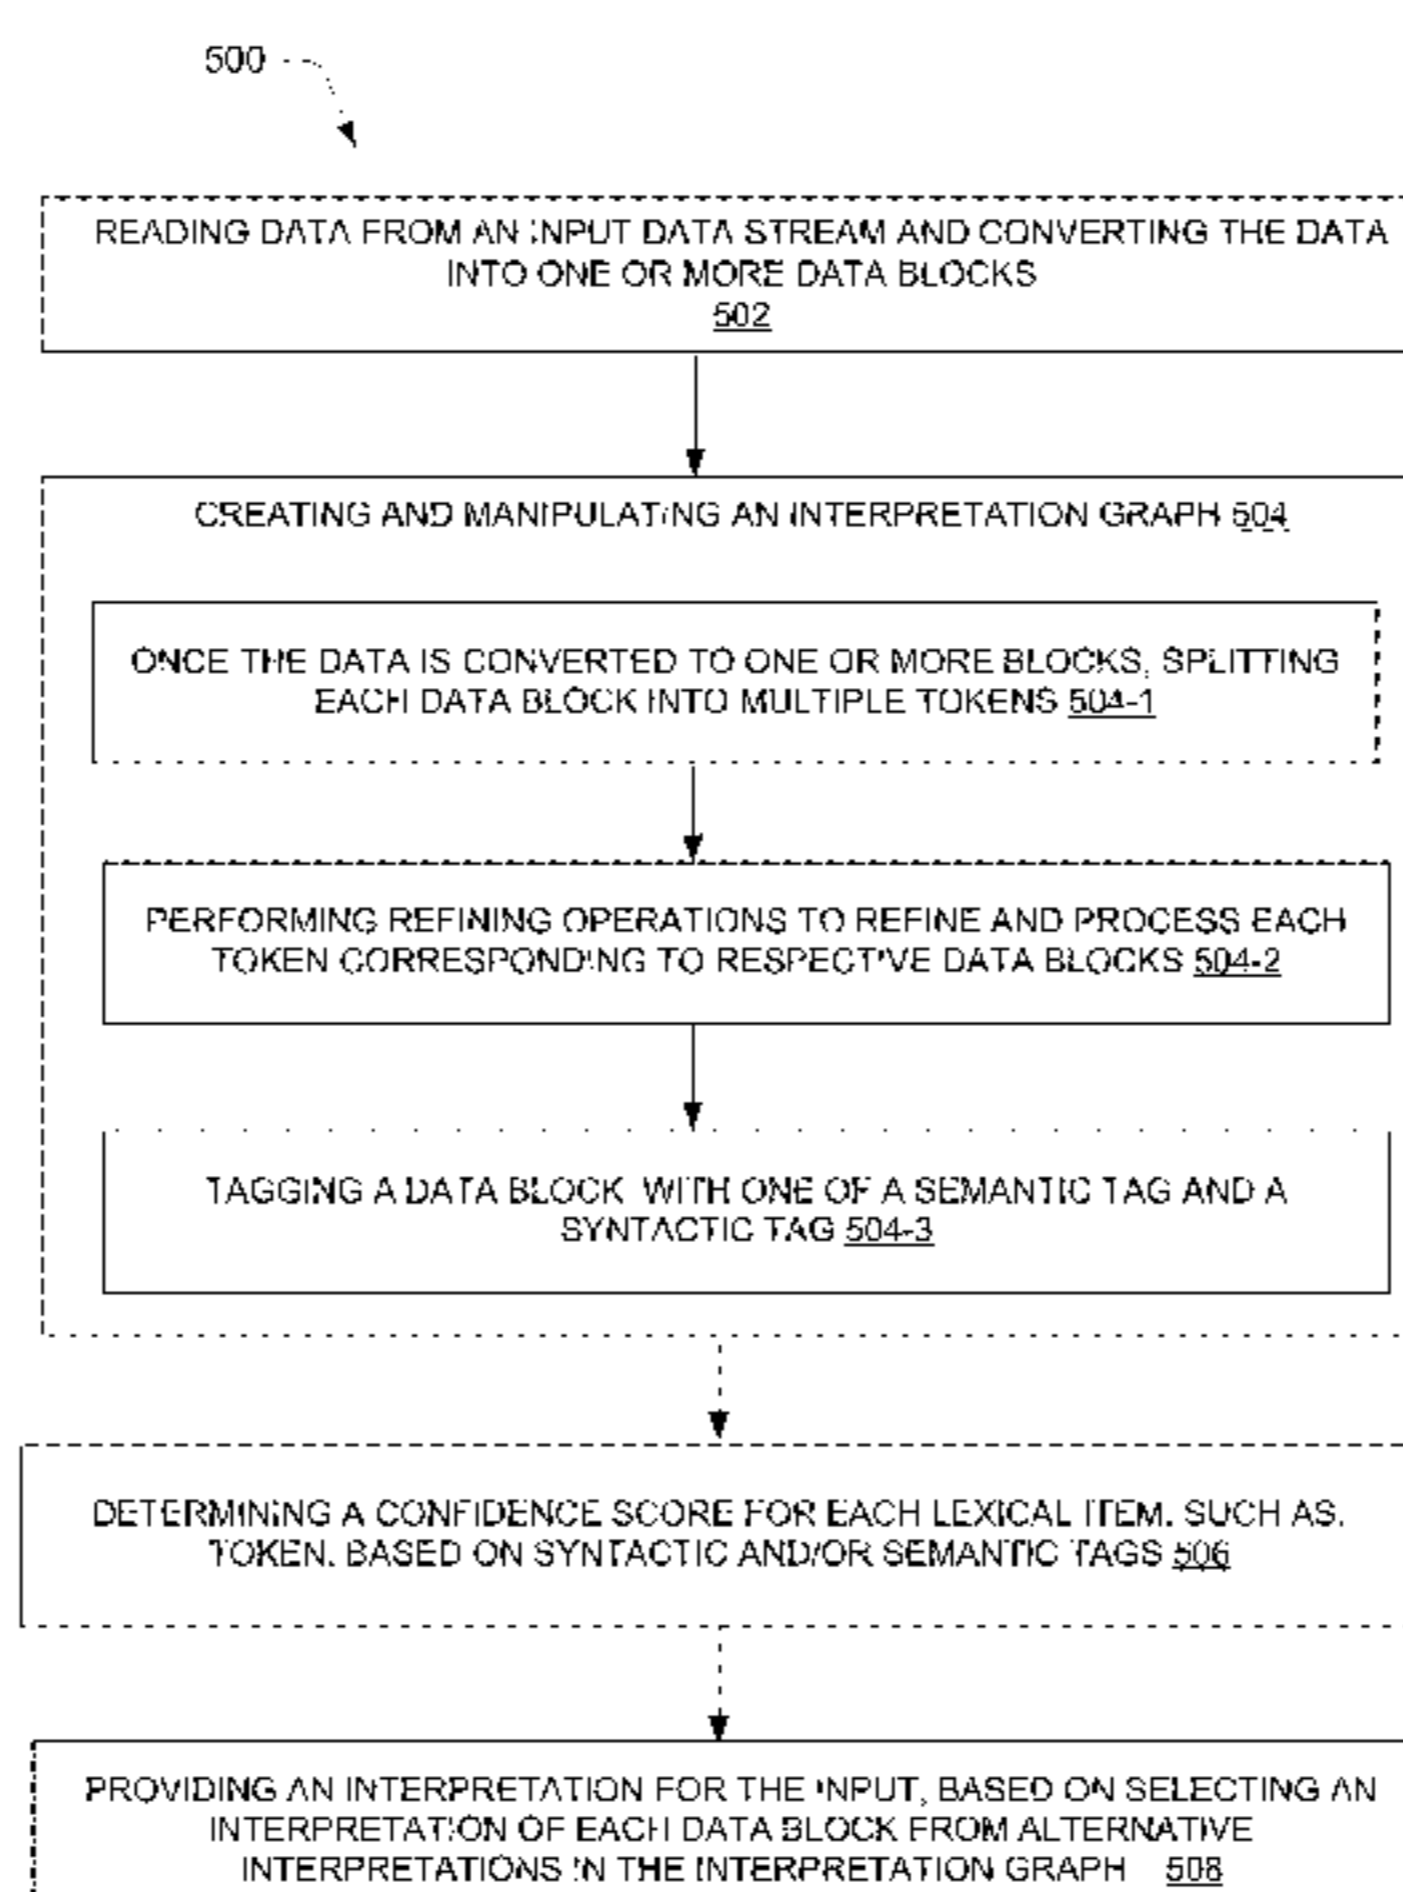 500
READING DATA FROM AN INPUT DATA STREAM AND CONVERTING THE DATA
INTO ONE OR MORE DATA BLOCKS
502
CREATING AND MANIPULATING AN INTERPRETATION GRAPH 504
ONCE THE DATA IS CONVERTED TO ONE OR MORE BLOCKS, SPLITTING
EACH DATA BLOCK INTO MULTIPLE TOKENS 504-1
PERFORMING REFINING OPERATIONS TO REFINE AND PROCESS EACH
TOKEN CORRESPONDING TO RESPECTIVE DATA BLOCKS 504-2
TAGGING A DATA BLOCK WITH ONE OF A SEMANTIC TAG AND A
SYNTACTIC TAG 504-3
DETERMINING A CONFIDENCE SCORE FOR EACH LEXICAL ITEM, SUCH AS,
TOKEN, BASED ON SYNTACTIC AND/OR SEMANTIC TAGS 506
PROVIDING AN INTERPRETATION FOR THE INPUT, BASED ON SELECTING AN
INTERPRETATION OF EACH DATA BLOCK FROM ALTERNATIVE
INTERPRETATIONS IN THE INTERPRETATION GRAPH 508